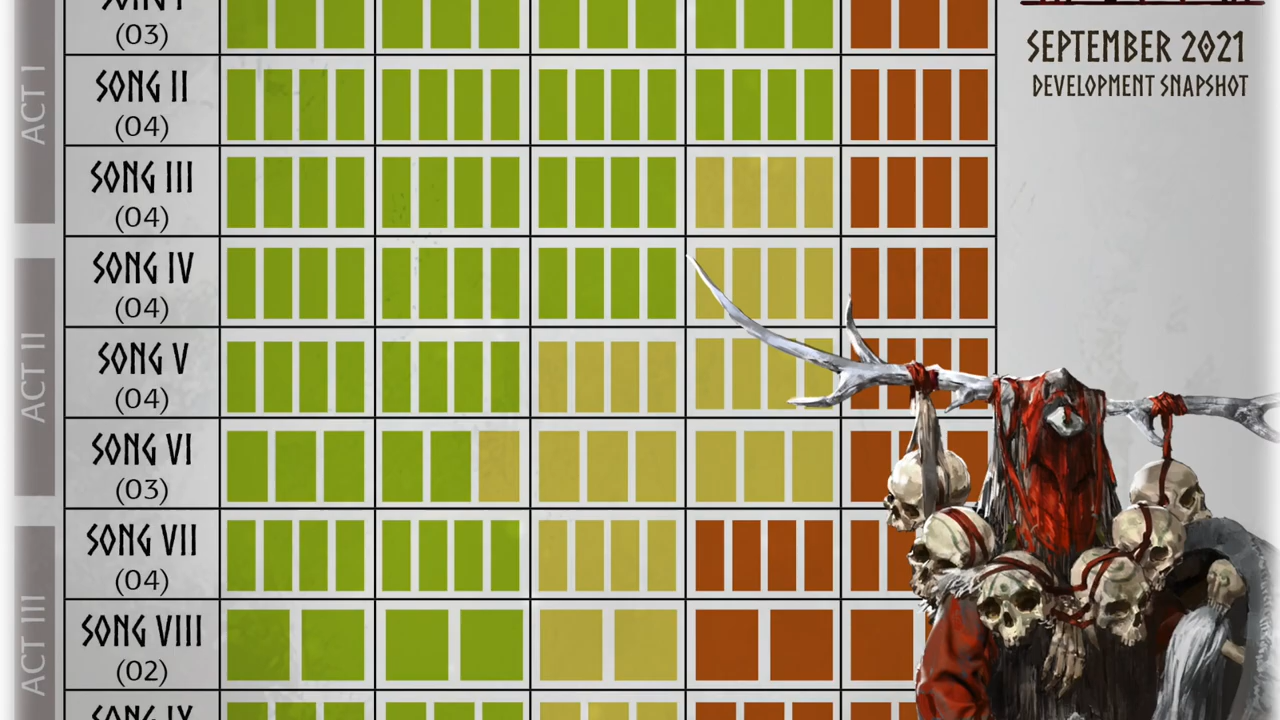 ACT I
(03)
SONG II
(04)
SONG III
(04)
ACT II
SONG IV
(04)
SONG V
(04)
SONG VI
(03)
ACT III
SONG VII
(04)
SONG VIII
(02)
SEPTEMBER 2021
DEVELOPMENT SNAPSHOT